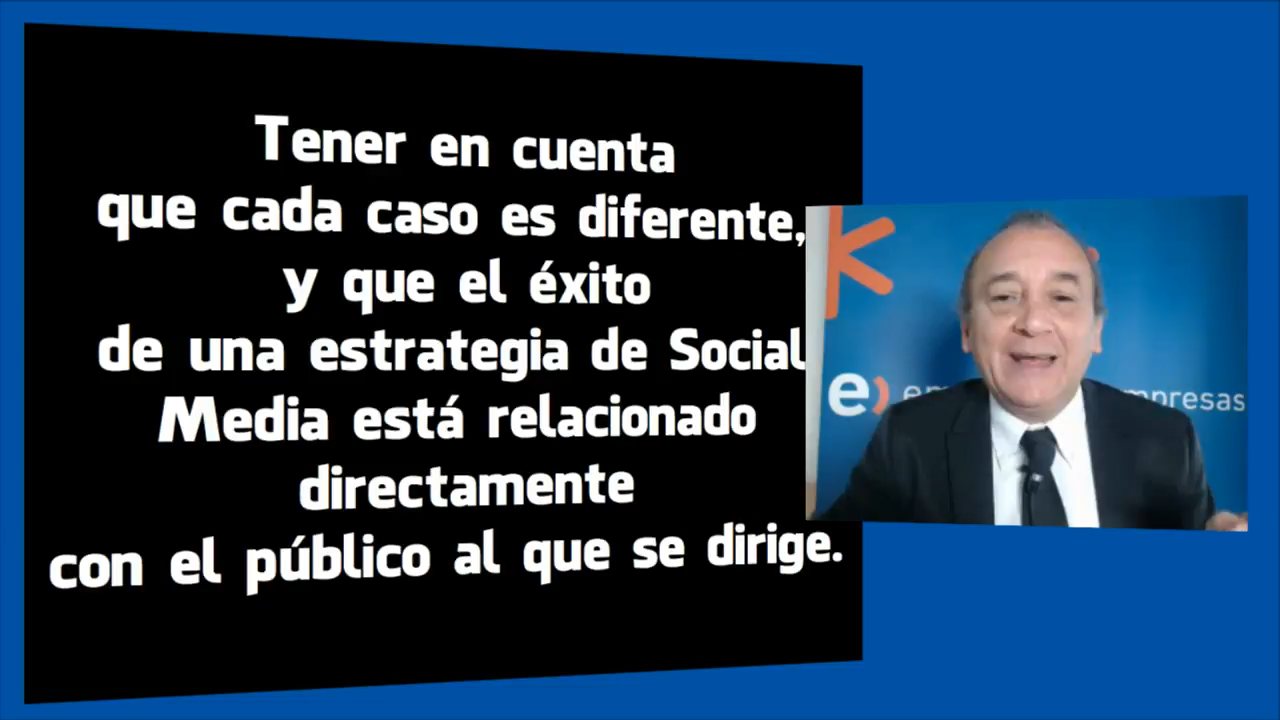 Tener en cuenta
que cada caso es diferente,
y que el éxito
de una estrategia de Social
Media está relacionado
directamente
con el público al que se dirige.
e)